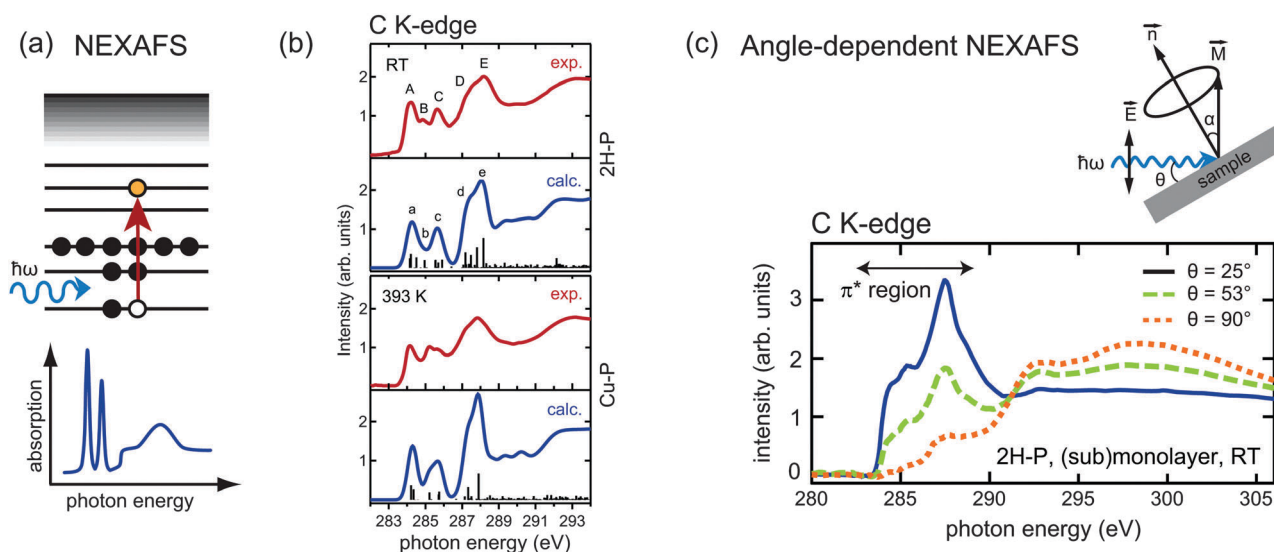 (a) NEXAFS
ħω
absorption
photon energy
(b)
C K-edge
RT
exp.
A
B
C
D
E
2
1
2H-P
calc.
a
b
c
d
e
2
1
Intensity (arb. units)
393 K
exp.
2
1
Cu-P
calc.
2
1
283 285 287 289 291 293
photon energy (eV)
(c) Angle-dependent NEXAFS
n
M
E
α
ħω
θ
sample
C K-edge
π* region
θ = 25°
θ = 53°
θ = 90°
intensity (arb. units)
3
2
1
0
2H-P, (sub)monolayer, RT
280 285 290 295 300 305
photon energy (eV)